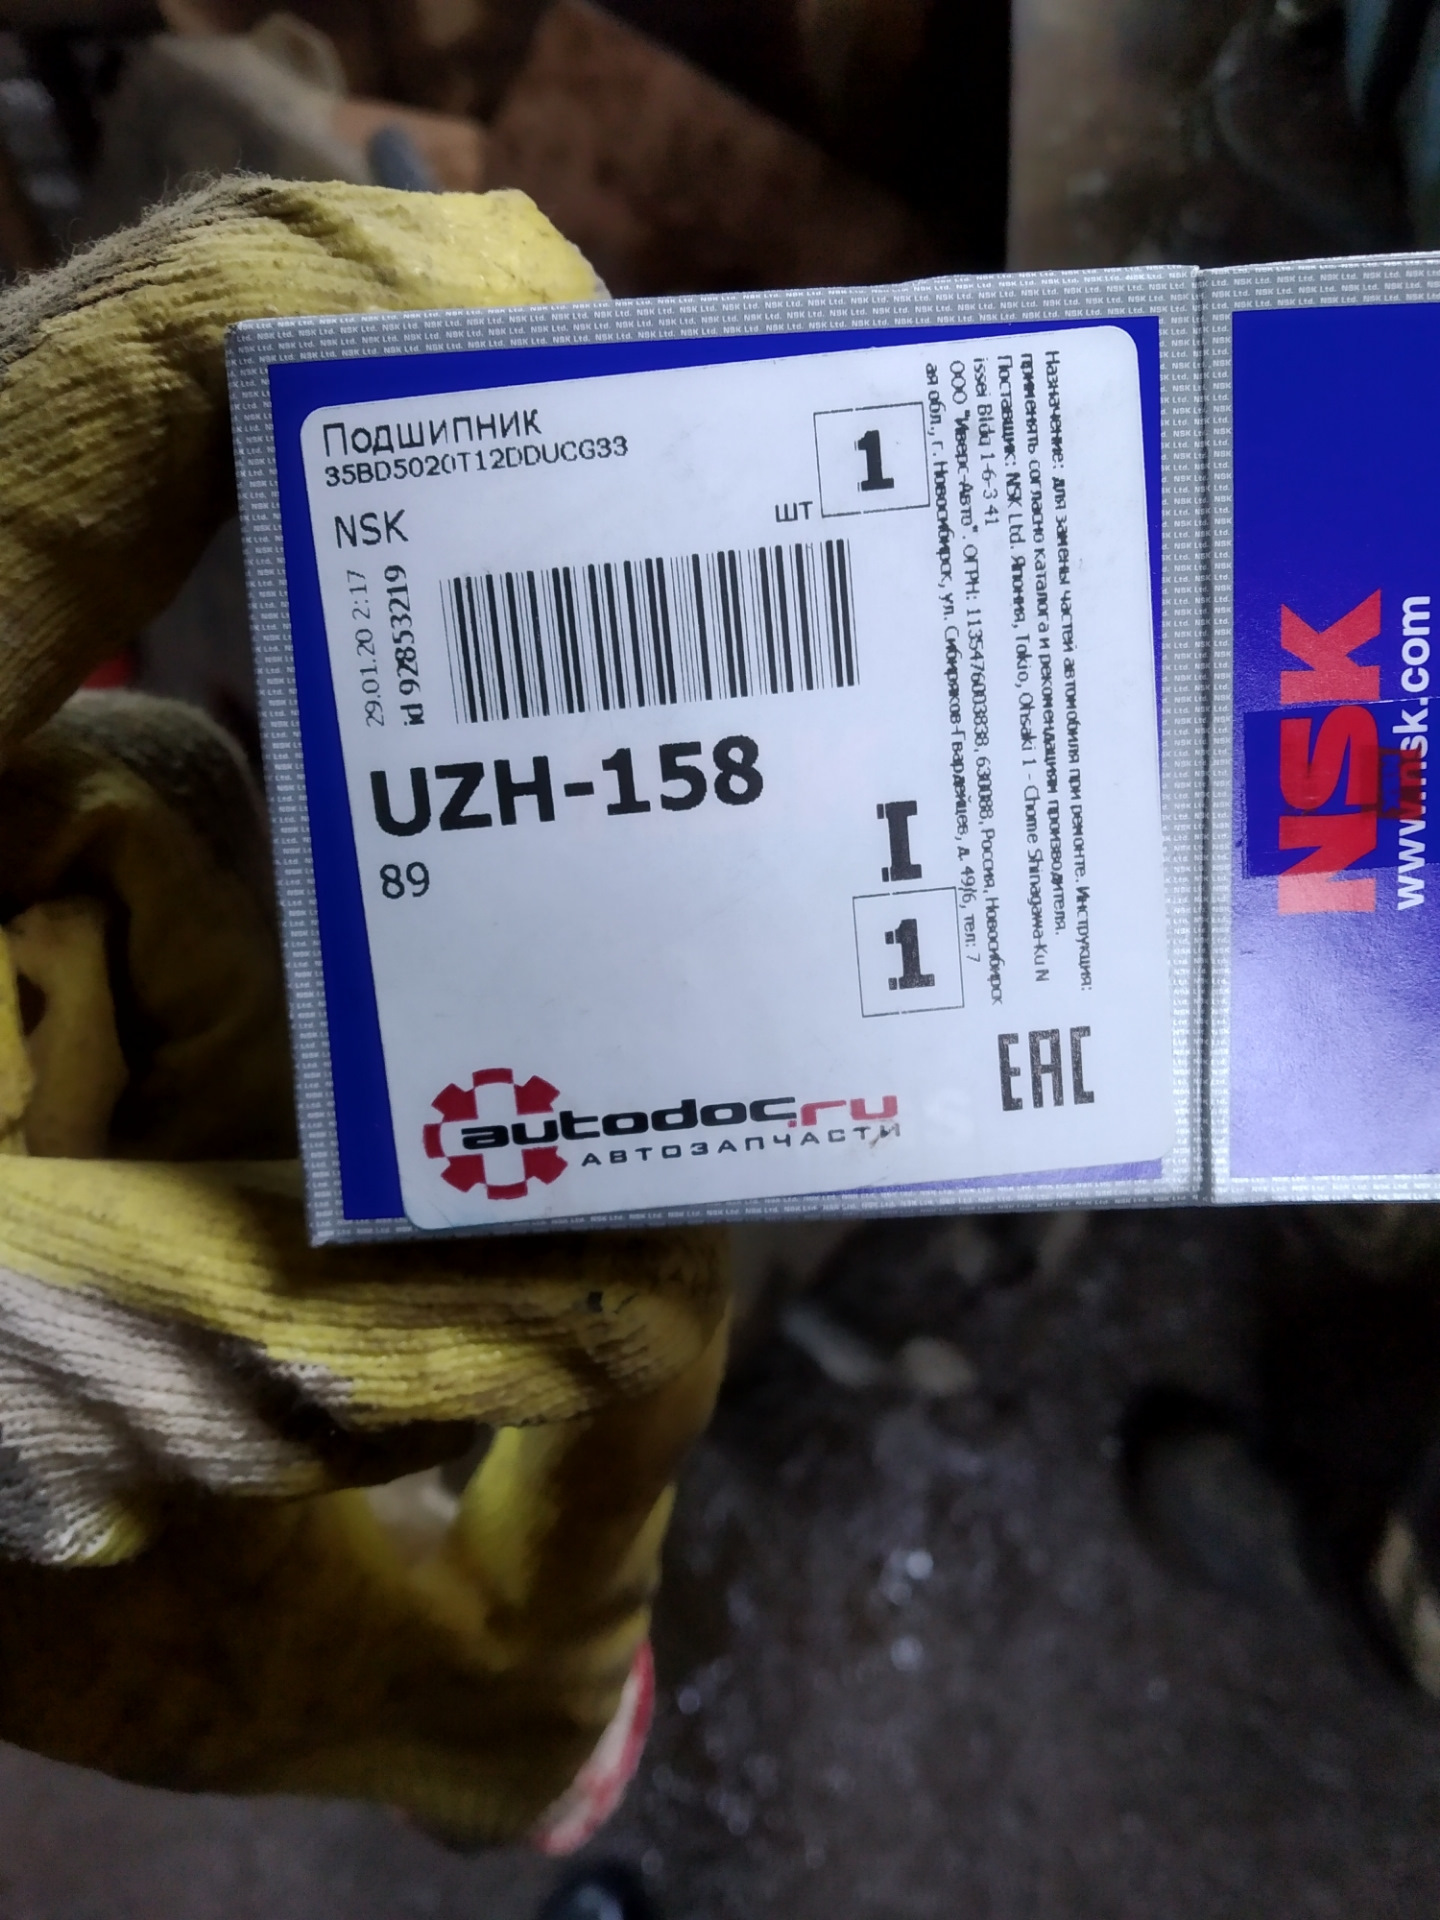 Подшипник
35BD5020T12DDUCG33
NSK
шт 1
29.01.20 2:17
id 92853219
UZH-158
89
I
1
Назначение: для замены частей автомобиля при ремонте. Инструкция:
применять согласно каталога и рекомендациям производителя.
Поставщик: NSK Ltd. Япония, Tokio, Ohsaki 1 - Chome Shinagawa-Ku N
issei Bldg 1-6-3 41
ООО "Иверс-Авто". ОГРН: 1135476003838, 630088, Россия, Новосибирск
ая обл., г. Новосибирск, ул. Сибиряков-Гвардейцев, д. 49/6, тел: 7
EAC
autodoc.ru
АВТОЗАПЧАСТИ
NSK
www.nsk.com
NSK Ltd.